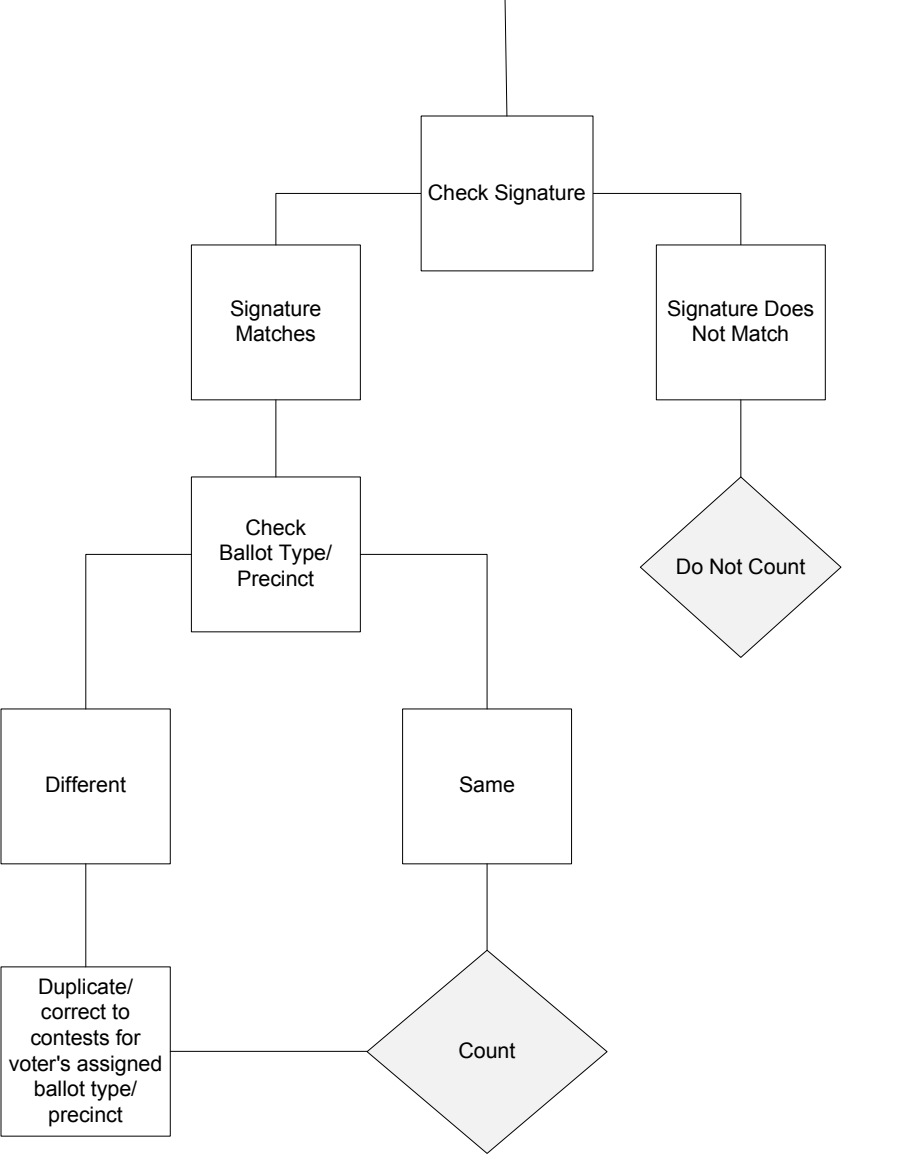 Check Signature
Signature
Matches
Signature Does
Not Match
Check
Ballot Type/
Precinct
Do Not Count
Different
Same
Duplicate/
correct to
contests for
voter's assigned
ballot type/
precinct
Count